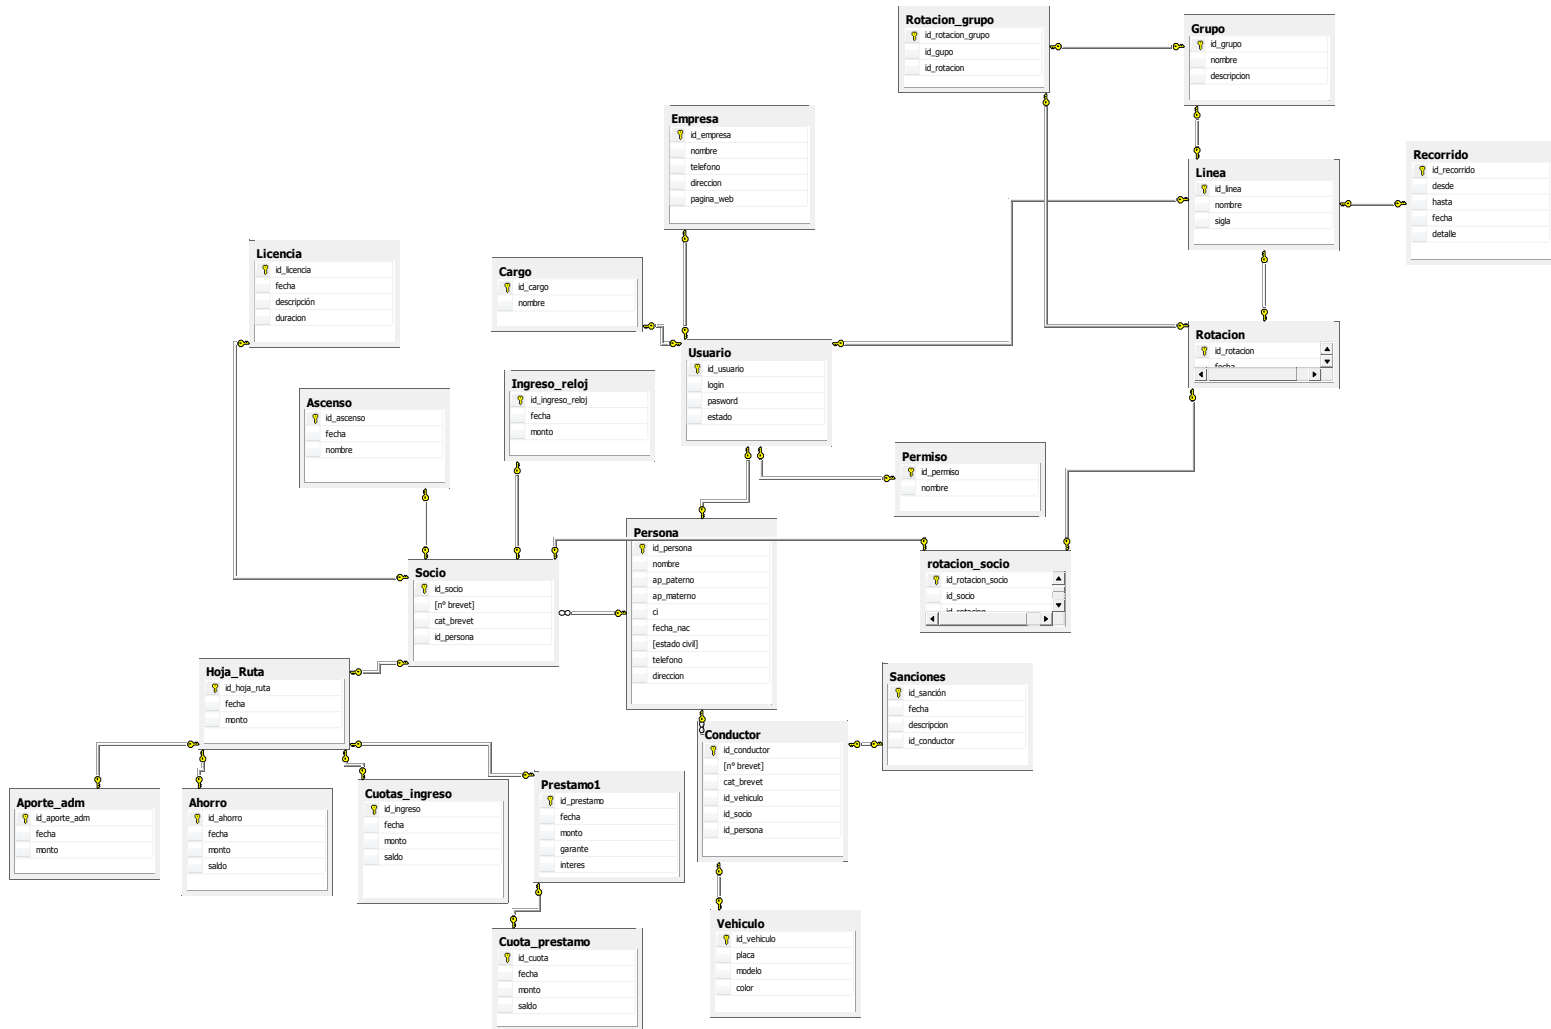 Rotacion_grupo
id_rotacion_grupo
id_gupo
id_rotacion
Grupo
id_grupo
nombre
descripcion
Empresa
id_empresa
nombre
telefono
direccion
pagina_web
Linea
id_linea
nombre
sigla
Recorrido
id_recorrido
desde
hasta
fecha
detalle
Licencia
id_licencia
fecha
descripción
duracion
Cargo
id_cargo
nombre
Usuario
id_usuario
login
pasword
estado
Rotacion
id_rotacion
fecha
Ascenso
id_ascenso
fecha
nombre
Ingreso_reloj
id_ingreso_reloj
fecha
monto
Permiso
id_permiso
nombre
Persona
id_persona
nombre
ap_paterno
ap_materno
ci
fecha_nac
[estado civil]
telefono
direccion
Socio
id_socio
[nº brevet]
cat_brevet
id_persona
rotacion_socio
id_rotacion_socio
id_socio
id_rotacion
Hoja_Ruta
id_hoja_ruta
fecha
monto
Sanciones
id_sanción
fecha
descripcion
id_conductor
Conductor
id_conductor
[nº brevet]
cat_brevet
id_vehiculo
id_socio
id_persona
Aporte_adm
id_aporte_adm
fecha
monto
Ahorro
id_ahorro
fecha
monto
saldo
Cuotas_ingreso
id_ingreso
fecha
monto
saldo
Prestamo1
id_prestamo
fecha
monto
garante
interes
Cuota_prestamo
id_cuota
fecha
monto
saldo
Vehiculo
id_vehiculo
placa
modelo
color